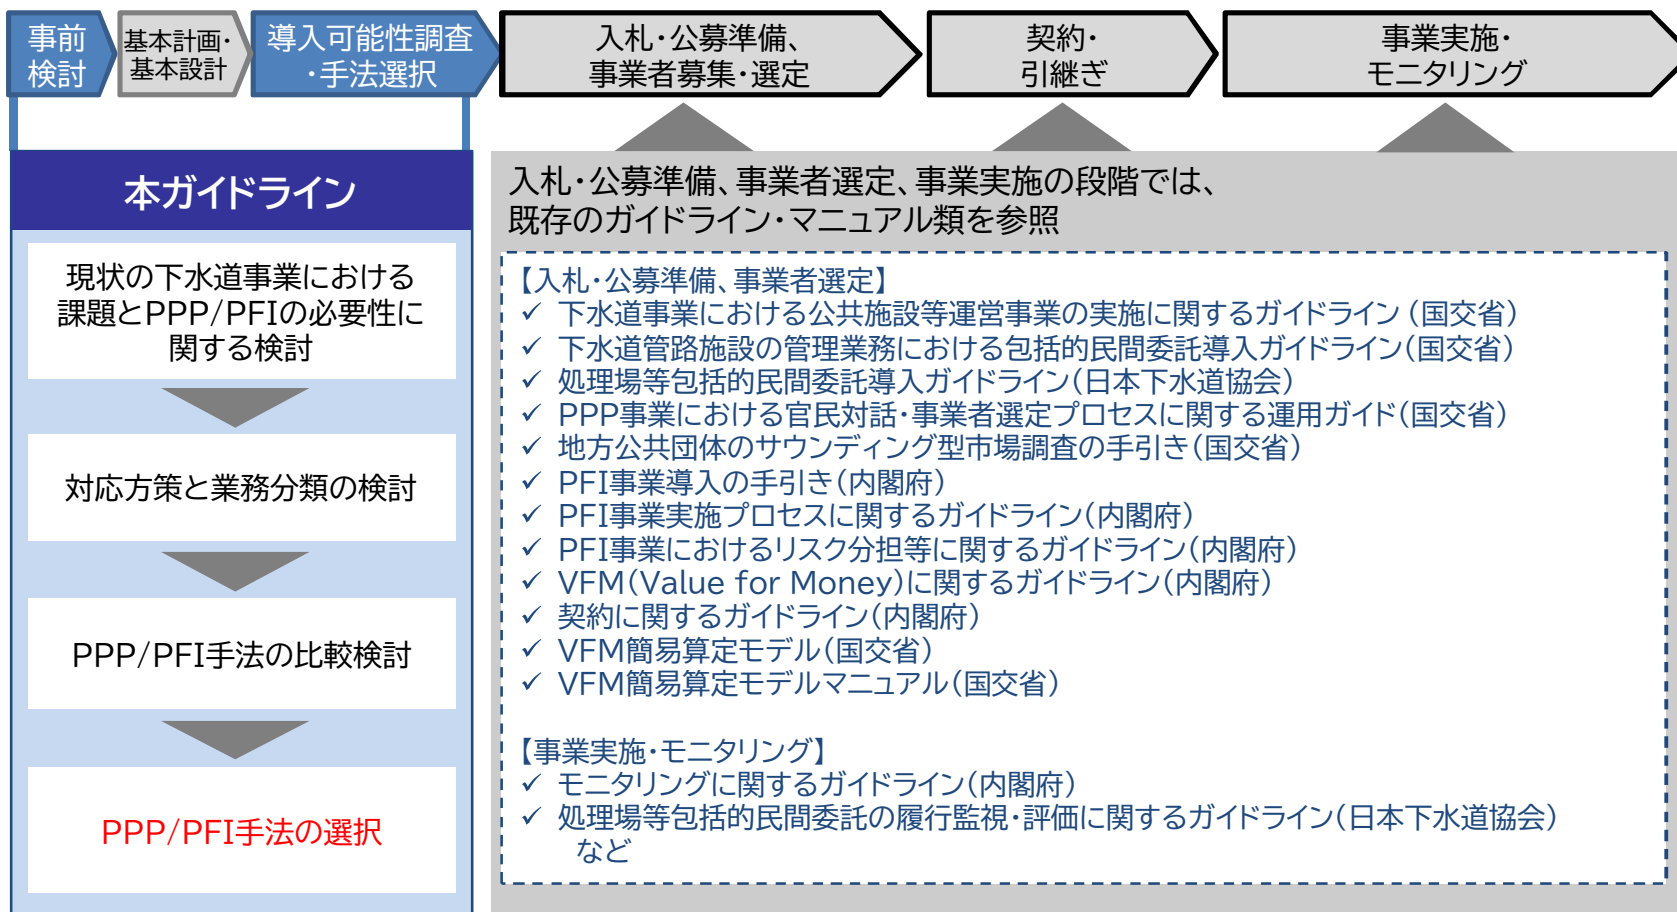 事前
検討
基本計画・
基本設計
導入可能性調査
・手法選択
入札・公募準備、
事業者募集・選定
契約・
引継ぎ
事業実施・
モニタリング
本ガイドライン
現状の下水道事業における
課題とPPP/PFIの必要性に
関する検討
対応方策と業務分類の検討
PPP/PFI手法の比較検討
PPP/PFI手法の選択
入札・公募準備、事業者選定、事業実施の段階では、
既存のガイドライン・マニュアル類を参照
【入札・公募準備、事業者選定】
✓ 下水道事業における公共施設等運営事業の実施に関するガイドライン（国交省）
✓ 下水道管路施設の管理業務における包括的民間委託導入ガイドライン（国交省）
✓ 処理場等包括的民間委託導入ガイドライン（日本下水道協会）
✓ PPP事業における官民対話・事業者選定プロセスに関する運用ガイド（国交省）
✓ 地方公共団体のサウンディング型市場調査の手引き（国交省）
✓ PFI事業導入の手引き（内閣府）
✓ PFI事業実施プロセスに関するガイドライン（内閣府）
✓ PFI事業におけるリスク分担等に関するガイドライン（内閣府）
✓ VFM（Value for Money）に関するガイドライン（内閣府）
✓ 契約に関するガイドライン（内閣府）
✓ VFM簡易算定モデル（国交省）
✓ VFM簡易算定モデルマニュアル（国交省）
【事業実施・モニタリング】
✓ モニタリングに関するガイドライン（内閣府）
✓ 処理場等包括的民間委託の履行監視・評価に関するガイドライン（日本下水道協会）
など